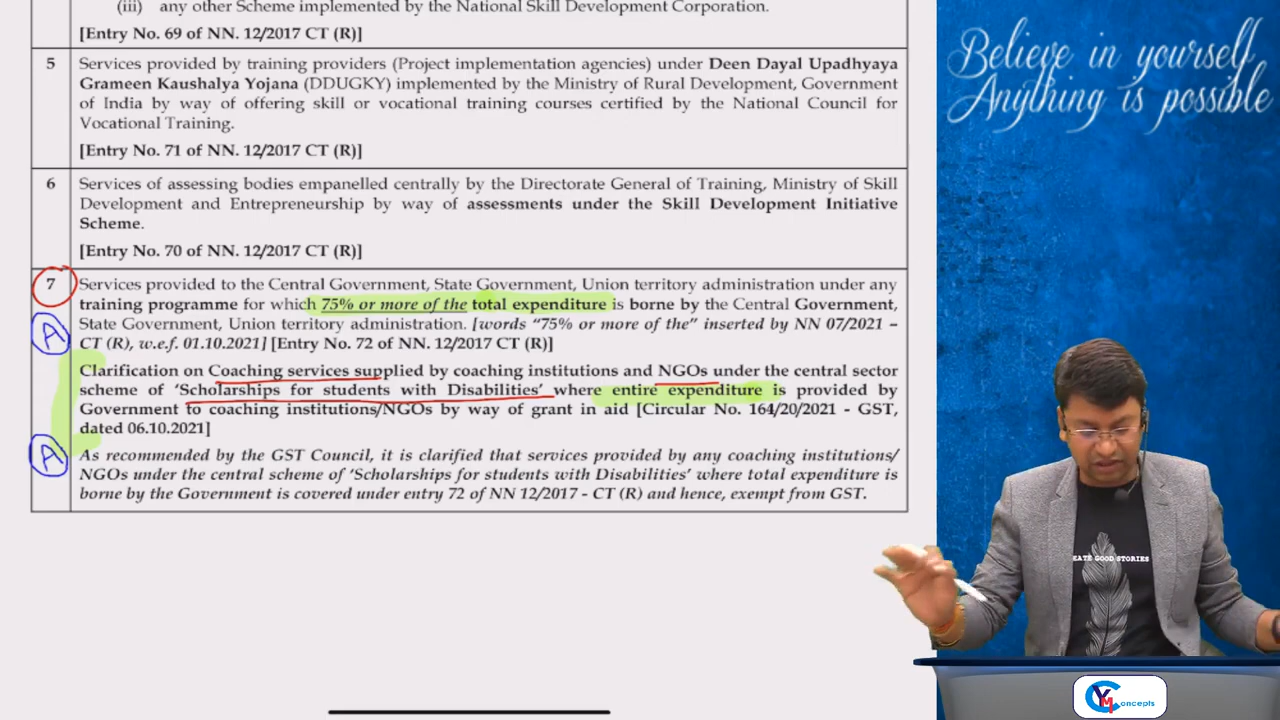 (iii) any other Scheme implemented by the National Skill Development Corporation.
[Entry No. 69 of NN. 12/2017 CT (R)]
5
Services provided by training providers (Project implementation agencies) under Deen Dayal Upadhyaya
Grameen Kaushalya Yojana (DDUGKY) implemented by the Ministry of Rural Development, Government
of India by way of offering skill or vocational training courses certified by the National Council for
Vocational Training.
[Entry No. 71 of NN. 12/2017 CT (R)]
6
Services of assessing bodies empanelled centrally by the Directorate General of Training, Ministry of Skill
Development and Entrepreneurship by way of assessments under the Skill Development Initiative
Scheme.
[Entry No. 70 of NN. 12/2017 CT (R)]
7
Services provided to the Central Government, State Government, Union territory administration under any
training programme for which 75% or more of the total expenditure is borne by the Central Government,
State Government, Union territory administration. [words “75% or more of the” inserted by NN 07/2021 –
CT (R), w.e.f. 01.10.2021] [Entry No. 72 of NN. 12/2017 CT (R)]
A
Clarification on Coaching services supplied by coaching institutions and NGOs under the central sector
scheme of ‘Scholarships for students with Disabilities’ where entire expenditure is provided by
Government to coaching institutions/NGOs by way of grant in aid [Circular No. 164/20/2021 - GST,
dated 06.10.2021]
A
As recommended by the GST Council, it is clarified that services provided by any coaching institutions/
NGOs under the central scheme of ‘Scholarships for students with Disabilities’ where total expenditure is
borne by the Government is covered under entry 72 of NN 12/2017 - CT (R) and hence, exempt from GST.
Believe in yourself
Anything is possible
EATE GOOD STORIES
YM
Concepts